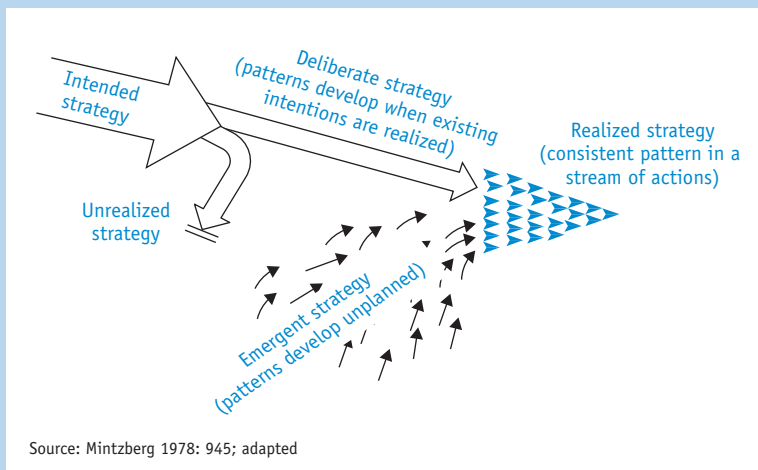 Intended
strategy
Deliberate strategy
(patterns develop when existing
intentions are realized)
Realized strategy
(consistent pattern in a
stream of actions)
Unrealized
strategy
Emergent strategy
(patterns develop unplanned)
Source: Mintzberg 1978: 945; adapted